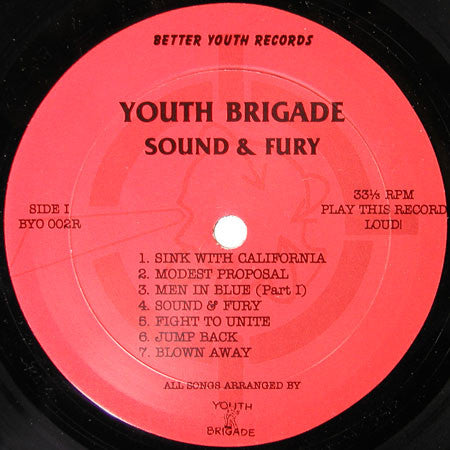 BETTER YOUTH RECORDS
YOUTH BRIGADE
SOUND & FURY
SIDE I
BYO 002R
33⅓ RPM
PLAY THIS RECORD
LOUD!
1. SINK WITH CALIFORNIA
2. MODEST PROPOSAL
3. MEN IN BLUE (Part 1)
4. SOUND & FURY
5. FIGHT TO UNITE
6. JUMP BACK
7. BLOWN AWAY
ALL SONGS ARRANGED BY
YOUTH
BRIGADE